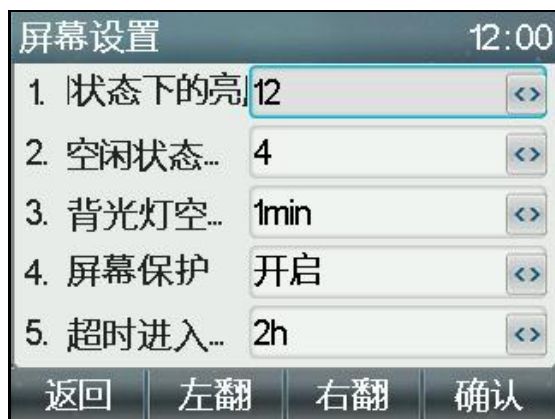 屏幕设置 12:00
1. 状态下的亮 12
2. 空闲状态... 4
3. 背光灯空... 1min
4. 屏幕保护 开启
5. 超时进入... 2h
返回 左翻 右翻 确认